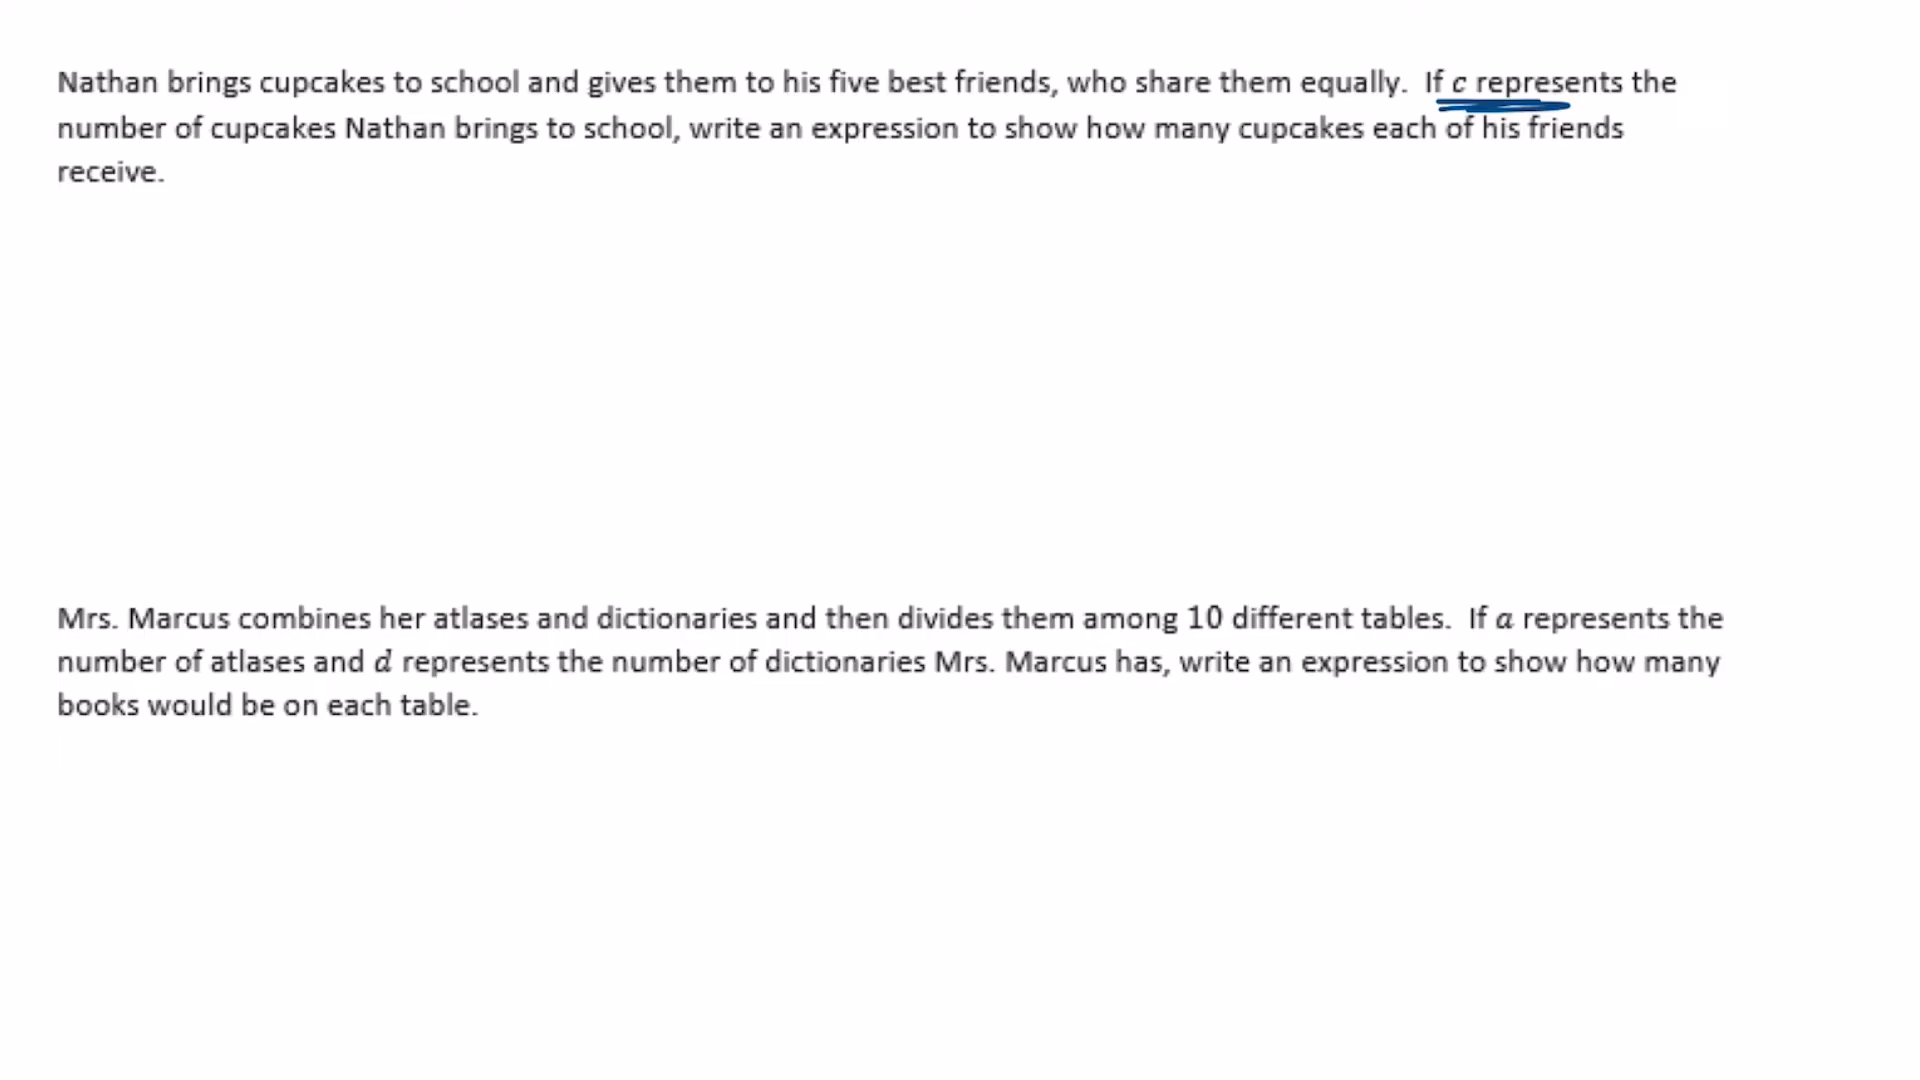 Nathan brings cupcakes to school and gives them to his five best friends, who share them equally. If c represents the
number of cupcakes Nathan brings to school, write an expression to show how many cupcakes each of his friends
receive.
Mrs. Marcus combines her atlases and dictionaries and then divides them among 10 different tables. If a represents the
number of atlases and d represents the number of dictionaries Mrs. Marcus has, write an expression to show how many
books would be on each table.